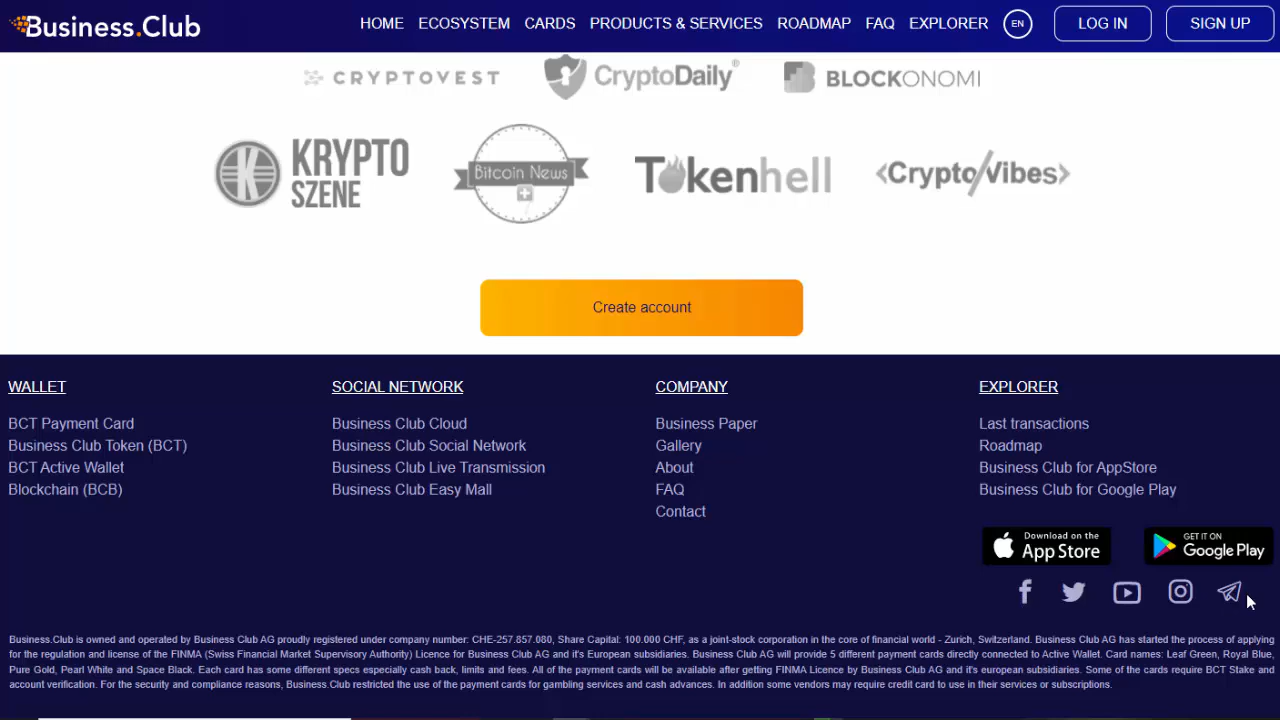 Business.Club HOME ECOSYSTEM CARDS PRODUCTS & SERVICES ROADMAP FAQ EXPLORER EN LOG IN SIGN UP
CRYPTOVEST CryptoDaily® BLOCKONOMI
KRYPTO SZENE Bitcoin News Tokenhell <Crypto/Vibes>
Create account
WALLET SOCIAL NETWORK COMPANY EXPLORER
BCT Payment Card Business Club Cloud Business Paper Last transactions
Business Club Token (BCT) Business Club Social Network Gallery Roadmap
BCT Active Wallet Business Club Live Transmission About Business Club for AppStore
Blockchain (BCB) Business Club Easy Mall FAQ Business Club for Google Play
Contact
Download on the App Store GET IT ON Google Play
Business.Club is owned and operated by Business Club AG proudly registered under company number: CHE-257.857.080, Share Capital: 100.000 CHF, as a joint-stock corporation in the core of financial world - Zurich, Switzerland. Business Club AG has started the process of applying
for the regulation and license of the FINMA (Swiss Financial Market Supervisory Authority) Licence for Business Club AG and it's European subsidiaries. Business Club AG will provide 5 different payment cards directly connected to Active Wallet. Card names: Leaf Green, Royal Blue,
Pure Gold, Pearl White and Space Black. Each card has some different specs especially cash back, limits and fees. All of the payment cards will be available after getting FINMA Licence by Business Club AG and it's european subsidiaries. Some of the cards require BCT Stake and
account verification. For the security and compliance reasons, Business.Club restricted the use of the payment cards for gambling services and cash advances. In addition some vendors may require credit card to use in their services or subscriptions.